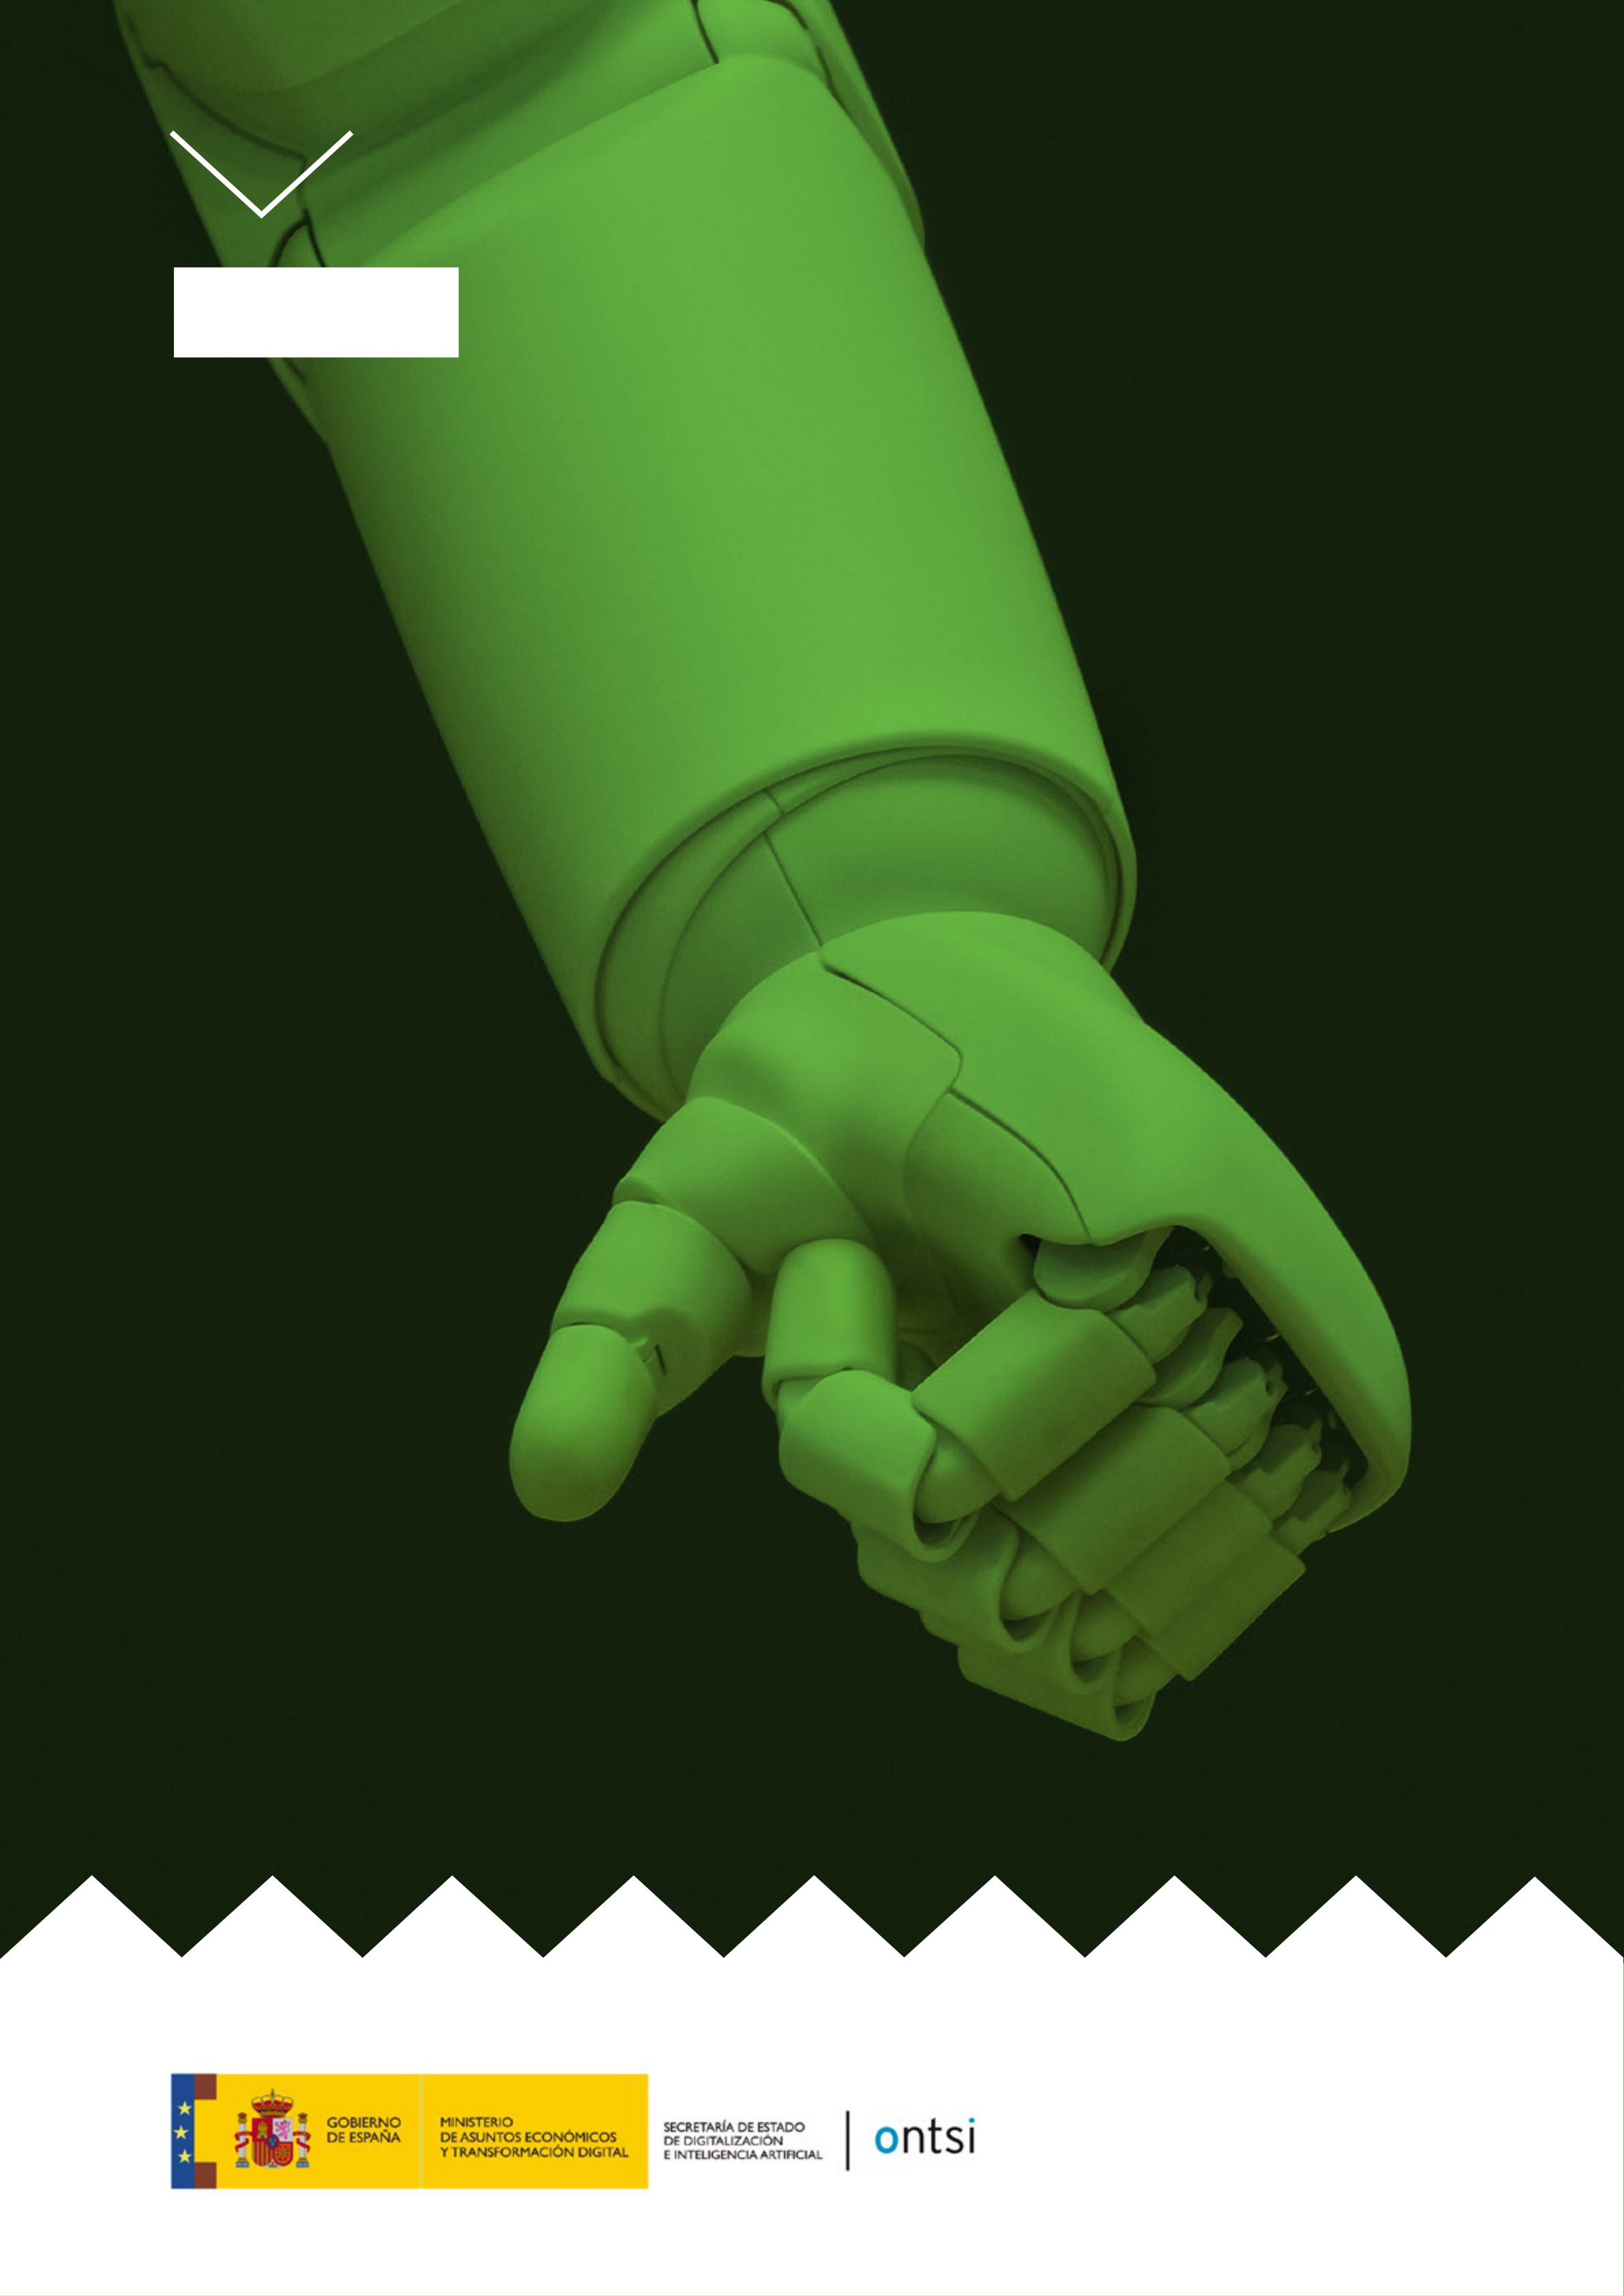 GOBIERNO
DE ESPAÑA
MINISTERIO
DE ASUNTOS ECONÓMICOS
Y TRANSFORMACIÓN DIGITAL
SECRETARÍA DE ESTADO
DE DIGITALIZACIÓN
E INTELIGENCIA ARTIFICIAL
ontsi